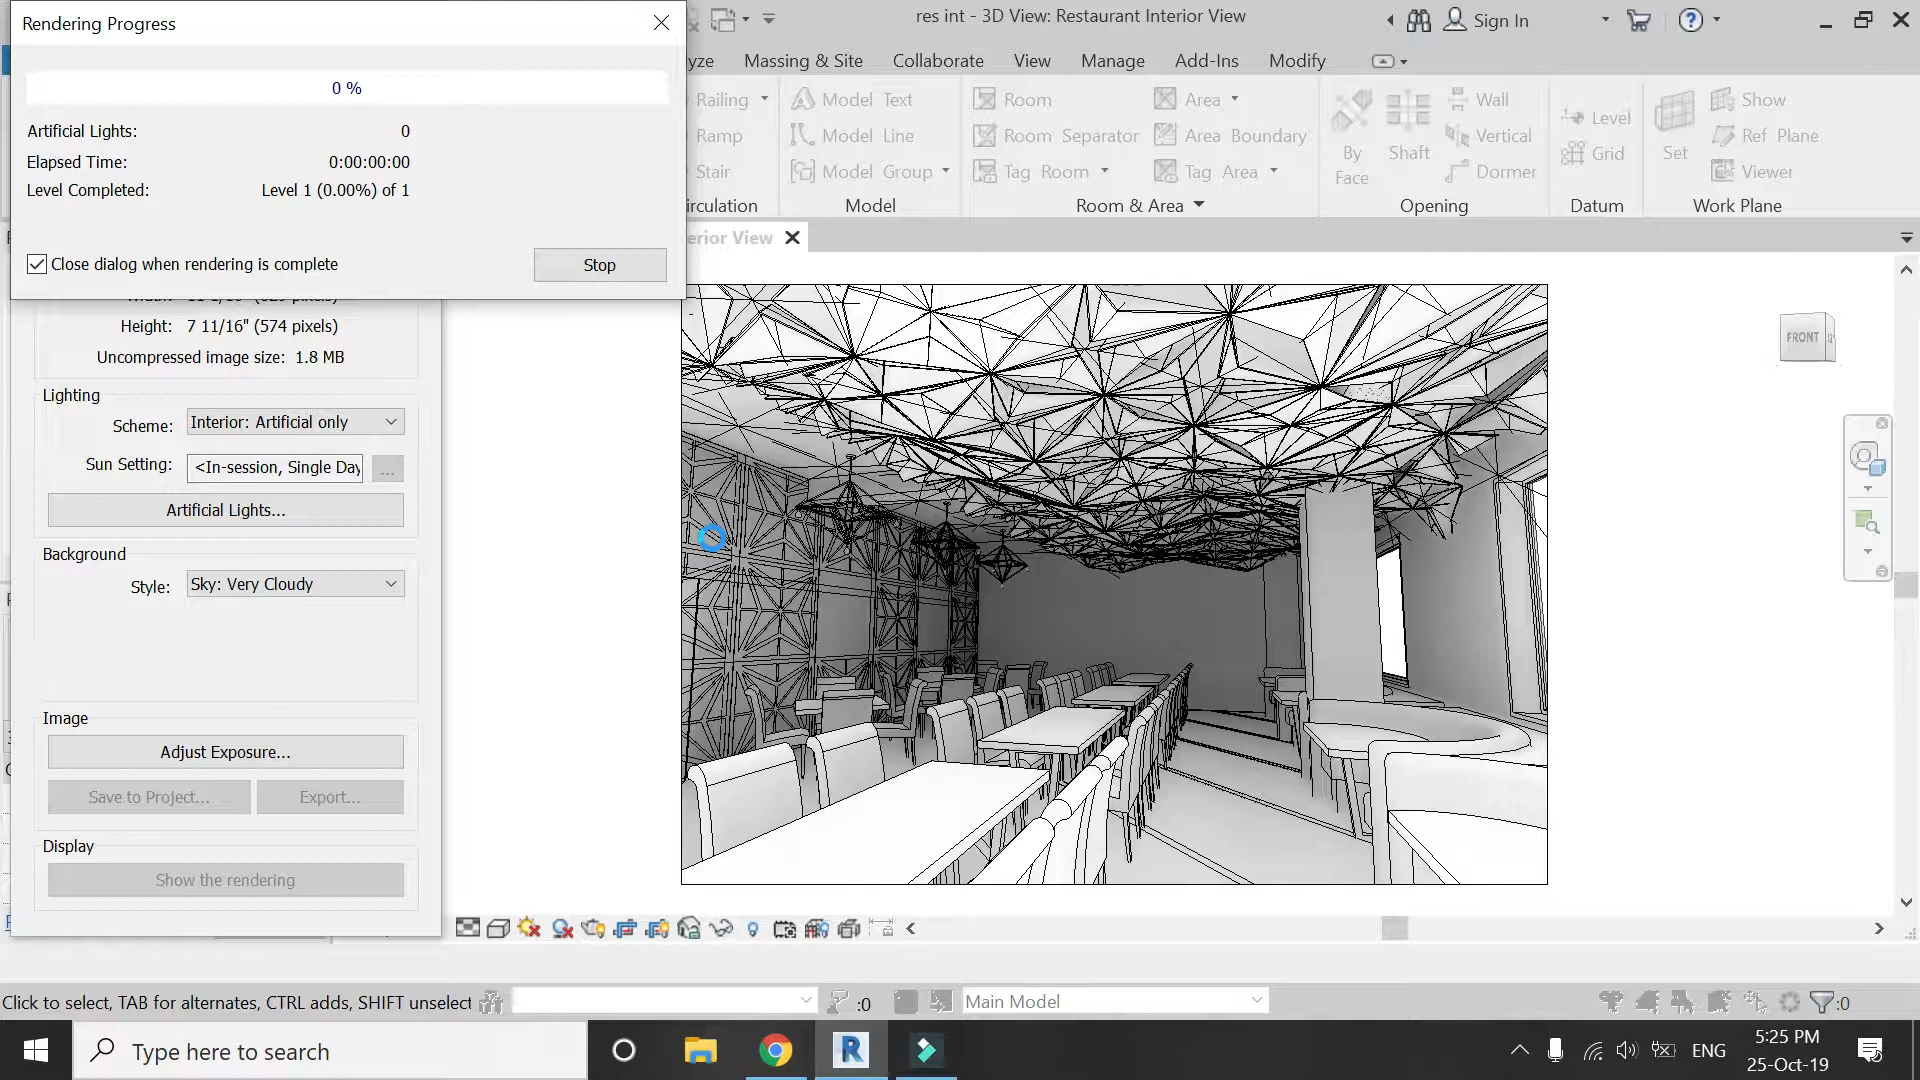 Rendering Progress
res int - 3D View: Restaurant Interior View
Sign In
0 %
Artificial Lights: 0
Elapsed Time: 0:00:00:00
Level Completed: Level 1 (0.00%) of 1
Close dialog when rendering is complete
Stop
Massing & Site
Collaborate
View
Manage
Add-Ins
Modify
Railing
Ramp
Stair
Model Text
Model Line
Model Group
Model
Room
Room Separator
Tag Room
Area
Area Boundary
Tag Area
Room & Area
By Face
Shaft
Wall
Vertical
Dormer
Opening
Level
Grid
Datum
Set
Show
Ref Plane
Viewer
Work Plane
View
FRONT
Height: 7 11/16" (574 pixels)
Uncompressed image size: 1.8 MB
Lighting
Scheme: Interior: Artificial only
Sun Setting: <In-session, Single Day
...
Artificial Lights...
Background
Style: Sky: Very Cloudy
Image
Adjust Exposure...
Save to Project...
Export...
Display
Show the rendering
Click to select, TAB for alternates, CTRL adds, SHIFT unselect
:0
Main Model
:0
Type here to search
ENG
5:25 PM
25-Oct-19